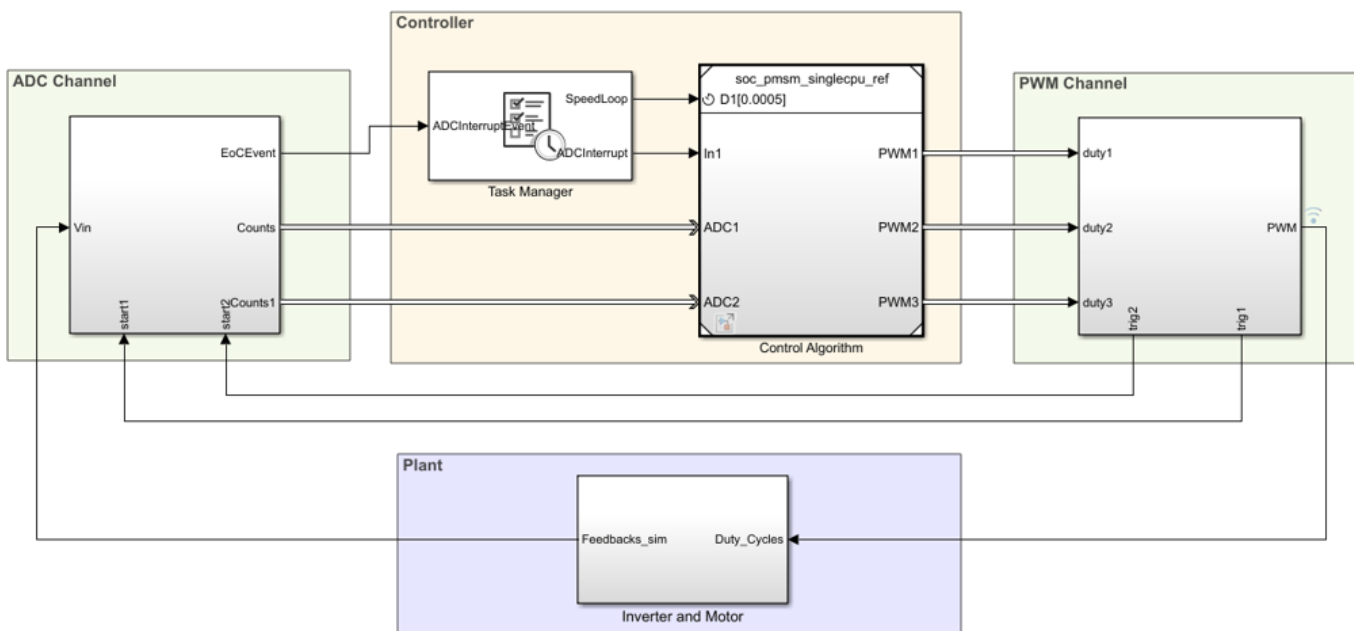 Controller
ADC Channel
PWM Channel
soc_pmsm_singlecpu_ref
D1[0.0005]
SpeedLoop
ADCInterruptEvent
ADCInterrupt
Task Manager
EoCEvent
Vin
Counts
Counts1
start1
start2
In1
ADC1
ADC2
PWM1
PWM2
PWM3
Control Algorithm
duty1
duty2
duty3
PWM
trig2
trig1
Plant
Feedbacks_sim
Duty_Cycles
Inverter and Motor